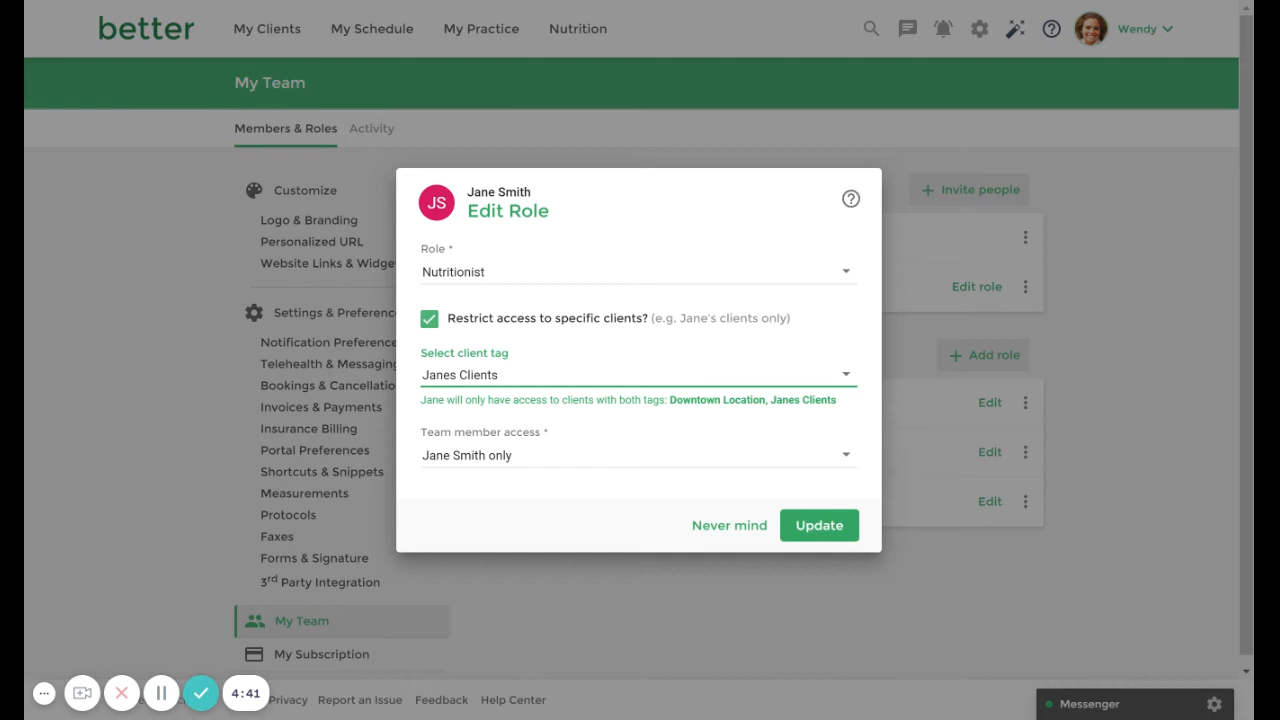 better
My Clients
My Schedule
My Practice
Nutrition
Wendy
My Team
Members & Roles
Activity
Customize
Logo & Branding
Personalized URL
Website Links & Widge
Settings & Preferenc
Notification Preference
Telehealth & Messaging
Bookings & Cancellatio
Invoices & Payments
Insurance Billing
Portal Preferences
Shortcuts & Snippets
Measurements
Protocols
Faxes
Forms & Signature
3rd Party Integration
My Team
My Subscription
JS
Jane Smith
Edit Role
Role *
Nutritionist
Restrict access to specific clients? (e.g. Jane's clients only)
Select client tag
Janes Clients
Jane will only have access to clients with both tags: Downtown Location, Janes Clients
Team member access *
Jane Smith only
Never mind
Update
+ Invite people
Edit role
+ Add role
Edit
Edit
Edit
4:41
Privacy
Report an Issue
Feedback
Help Center
Messenger